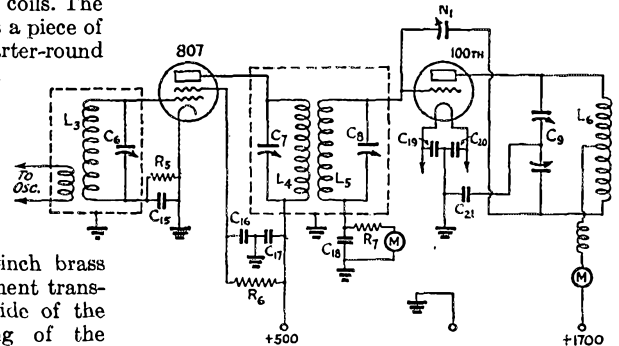 coils. The
s a piece of
arter-round
807
100TH
N1
L3
C6
R5
C15
TO
OSC.
C7
L4
L5
C8
C16
C17
R6
C18
R7
M
C19
C20
C21
C9
L6
M
+500
+1700
inch brass
ment trans-
ide of the
ng of the